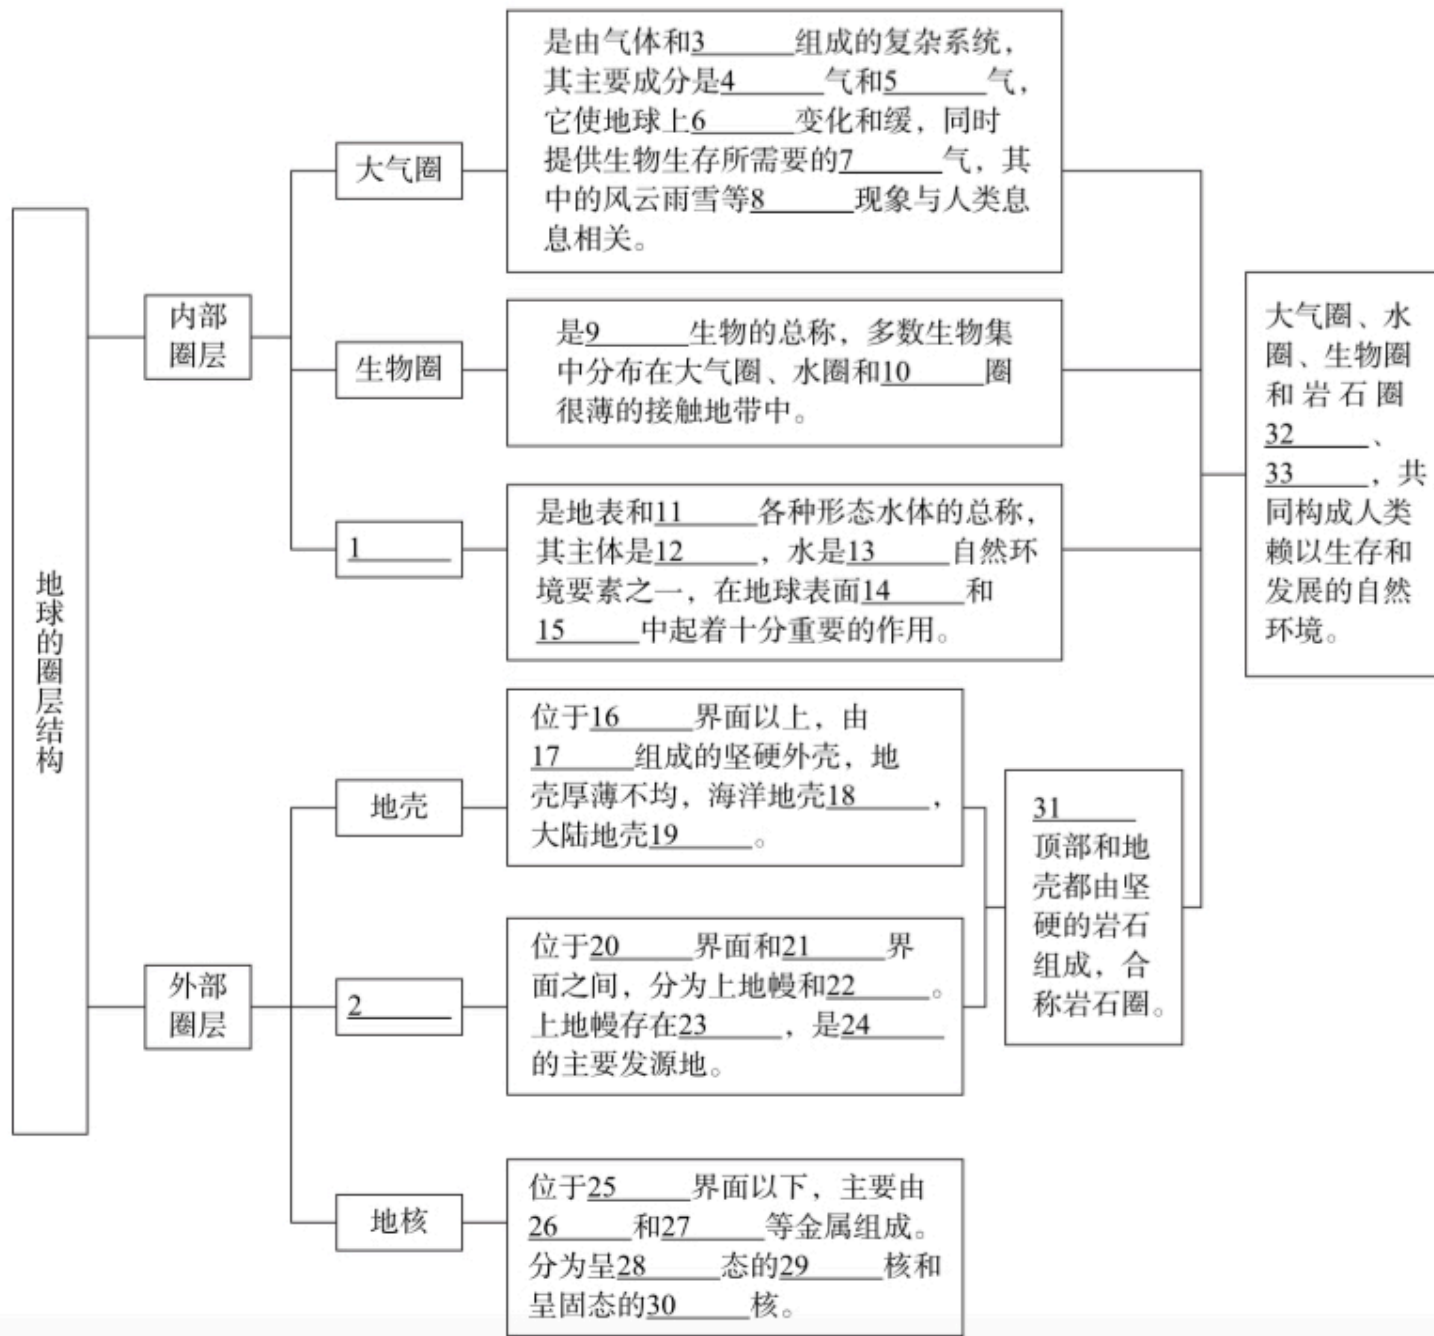 地球的圈层结构
内部
圈层
大气圈
是由气体和3______组成的复杂系统，
其主要成分是4______气和5______气，
它使地球上6______变化和缓，同时
提供生物生存所需要的7______气，其
中的风云雨雪等8______现象与人类息
息相关。
生物圈
是9______生物的总称，多数生物集
中分布在大气圈、水圈和10______圈
很薄的接触地带中。
1______
是地表和11______各种形态水体的总称，
其主体是12______，水是13______自然环
境要素之一，在地球表面14______和
15______中起着十分重要的作用。
外部
圈层
地壳
位于16______界面以上，由
17______组成的坚硬外壳，地
壳厚薄不均，海洋地壳18______，
大陆地壳19______。
2______
位于20______界面和21______界
面之间，分为上地幔和22______。
上地幔存在23______，是24______
的主要发源地。
地核
位于25______界面以下，主要由
26______和27______等金属组成。
分为呈28______态的29______核和
呈固态的30______核。
31______
顶部和地
壳都由坚
硬的岩石
组成，合
称岩石圈。
大气圈、水
圈、生物圈
和岩石圈
32______、
33______，共
同构成人类
赖以生存和
发展的自然
环境。